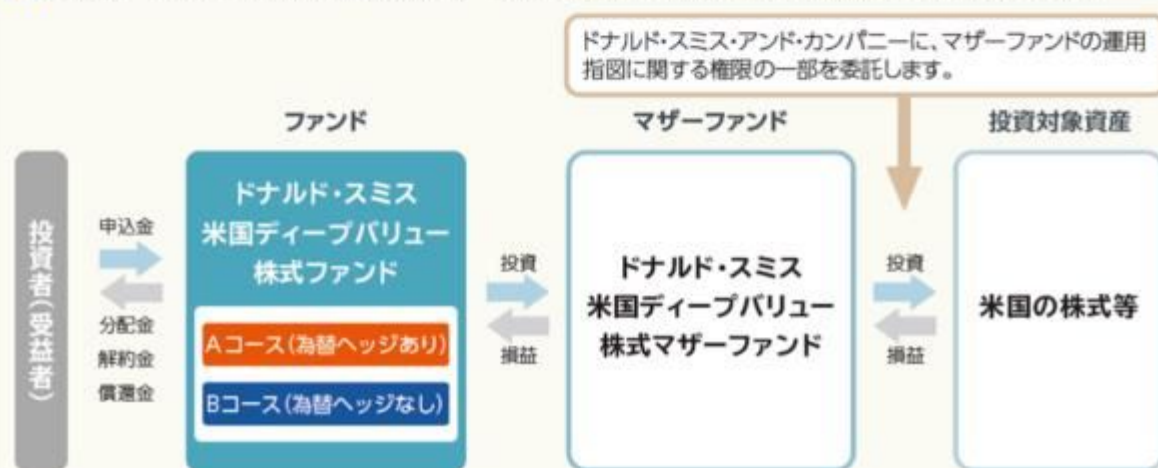 ドナルド・スミス・アンド・カンパニーに、マザーファンドの運用
指図に関する権限の一部を委託します。
ファンド
マザーファンド
投資対象資産
投資者(受益者)
申込金
分配金
解約金
償還金
ドナルド・スミス
米国ディープバリュー
株式ファンド
Aコース(為替ヘッジあり)
Bコース(為替ヘッジなし)
投資
損益
ドナルド・スミス
米国ディープバリュー
株式マザーファンド
投資
損益
米国の株式等